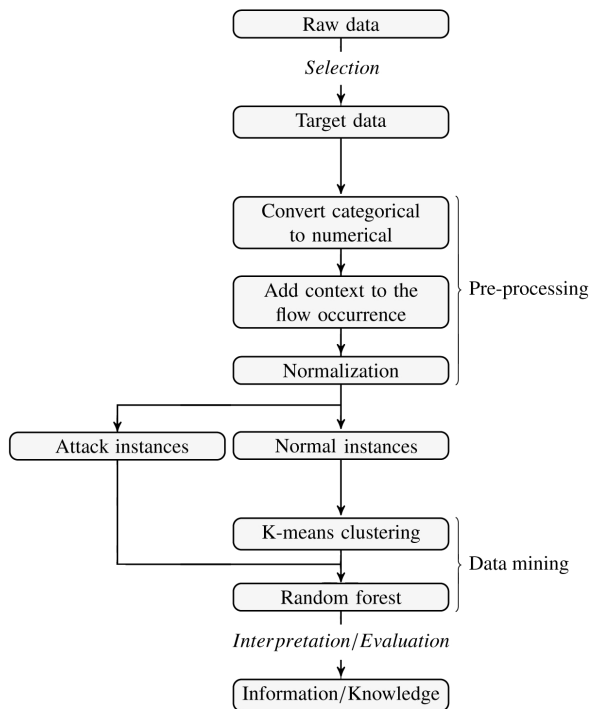 Raw data
Selection
Target data
Convert categorical
to numerical
Add context to the
flow occurrence
Pre-processing
Normalization
Attack instances
Normal instances
K-means clustering
Data mining
Random forest
Interpretation/Evaluation
Information/Knowledge